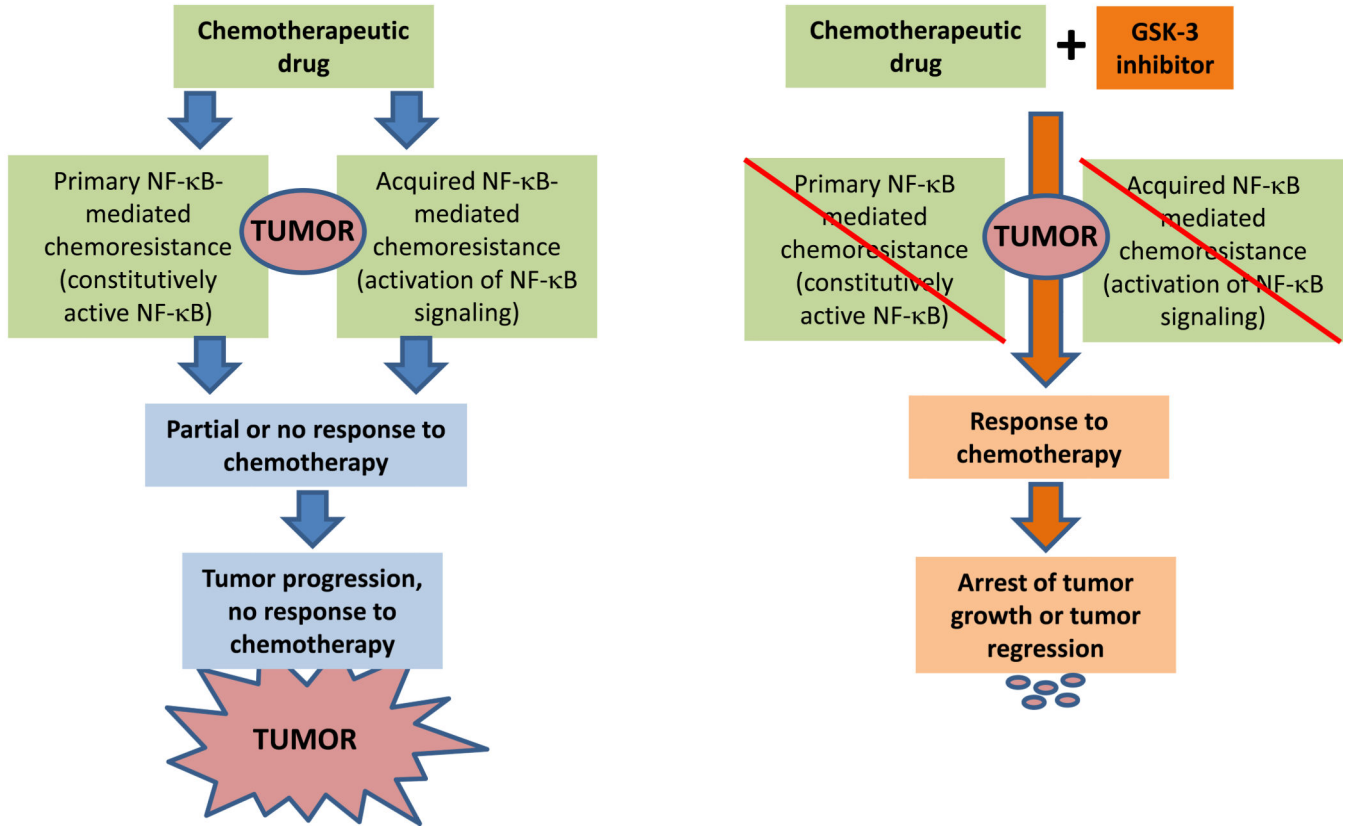 Chemotherapeutic
drug
Primary NF-κB-
mediated
chemoresistance
(constitutively
active NF-κB)
TUMOR
Acquired NF-κB-
mediated
chemoresistance
(activation of NF-κB
signaling)
Partial or no response to
chemotherapy
Tumor progression,
no response to
chemotherapy
TUMOR
Chemotherapeutic
drug
+
GSK-3
inhibitor
Primary NF-κB
mediated
chemoresistance
(constitutively
active NF-κB)
TUMOR
Acquired NF-κB
mediated
chemoresistance
(activation of NF-κB
signaling)
Response to
chemotherapy
Arrest of tumor
growth or tumor
regression